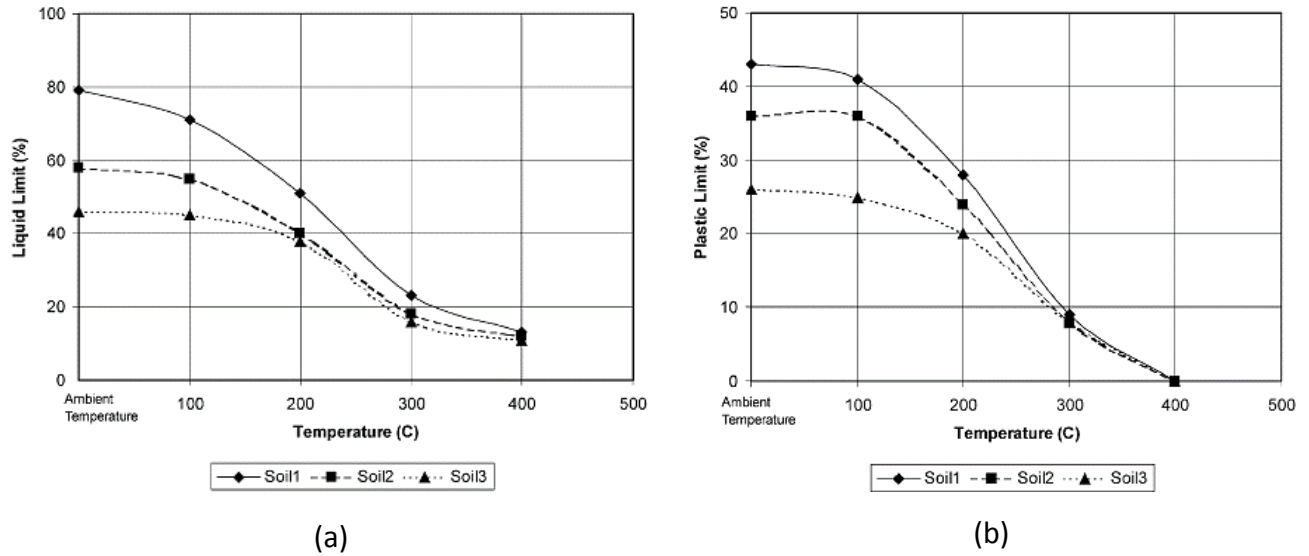 100
80
60
40
20
0
Liquid Limit (%)
Ambient
Temperature
100 200 300 400 500
Temperature (C)
Soil1 Soil2 Soil3
(a)
50
40
30
20
10
0
Plastic Limit (%)
Ambient
Temperature
100 200 300 400 500
Temperature (C)
Soil1 Soil2 Soil3
(b)